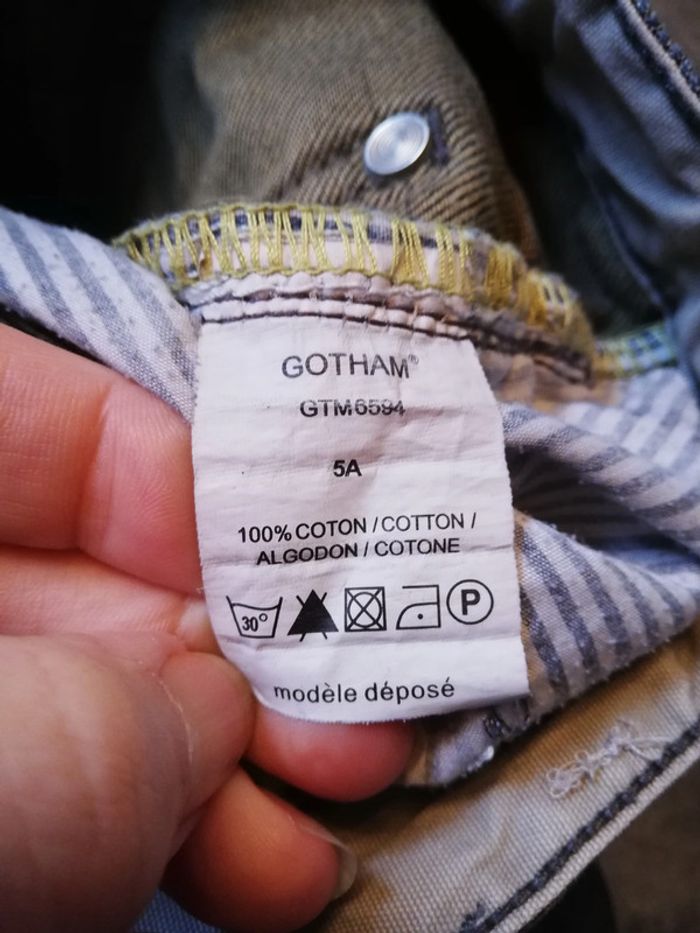 GOTHAM®
GTM6594
5A
100% COTON / COTTON /
ALGODON / COTONE
30° P
modèle déposé